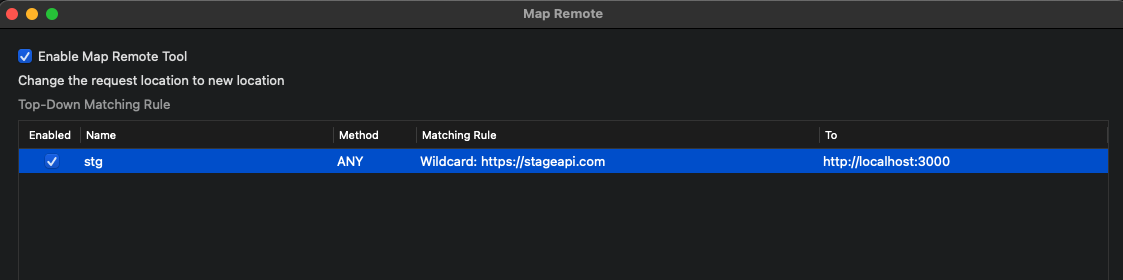 Map Remote
Enable Map Remote Tool
Change the request location to new location
Top-Down Matching Rule
Enabled Name Method Matching Rule To
stg ANY Wildcard: https://stageapi.com http://localhost:3000